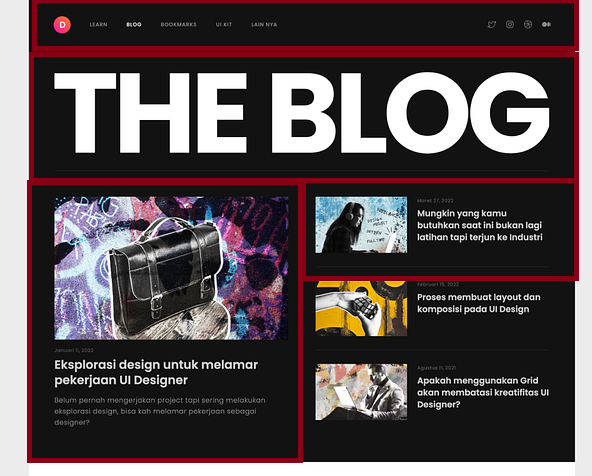 D
LEARN
BLOG
BOOKMARKS
UI KIT
LAIN NYA
THE BLOG
Januari 11, 2022
Eksplorasi design untuk melamar
pekerjaan UI Designer
Belum pernah mengerjakan project tapi sering melakukan
eksplorasi design, bisa kah melamar pekerjaan sebagai
designer?
Maret 27, 2022
Mungkin yang kamu
butuhkan saat ini bukan lagi
latihan tapi terjun ke Industri
Februari 15, 2022
Proses membuat layout dan
komposisi pada UI Design
Agustus 11, 2021
Apakah menggunakan Grid
akan membatasi kreatifitas UI
Designer?